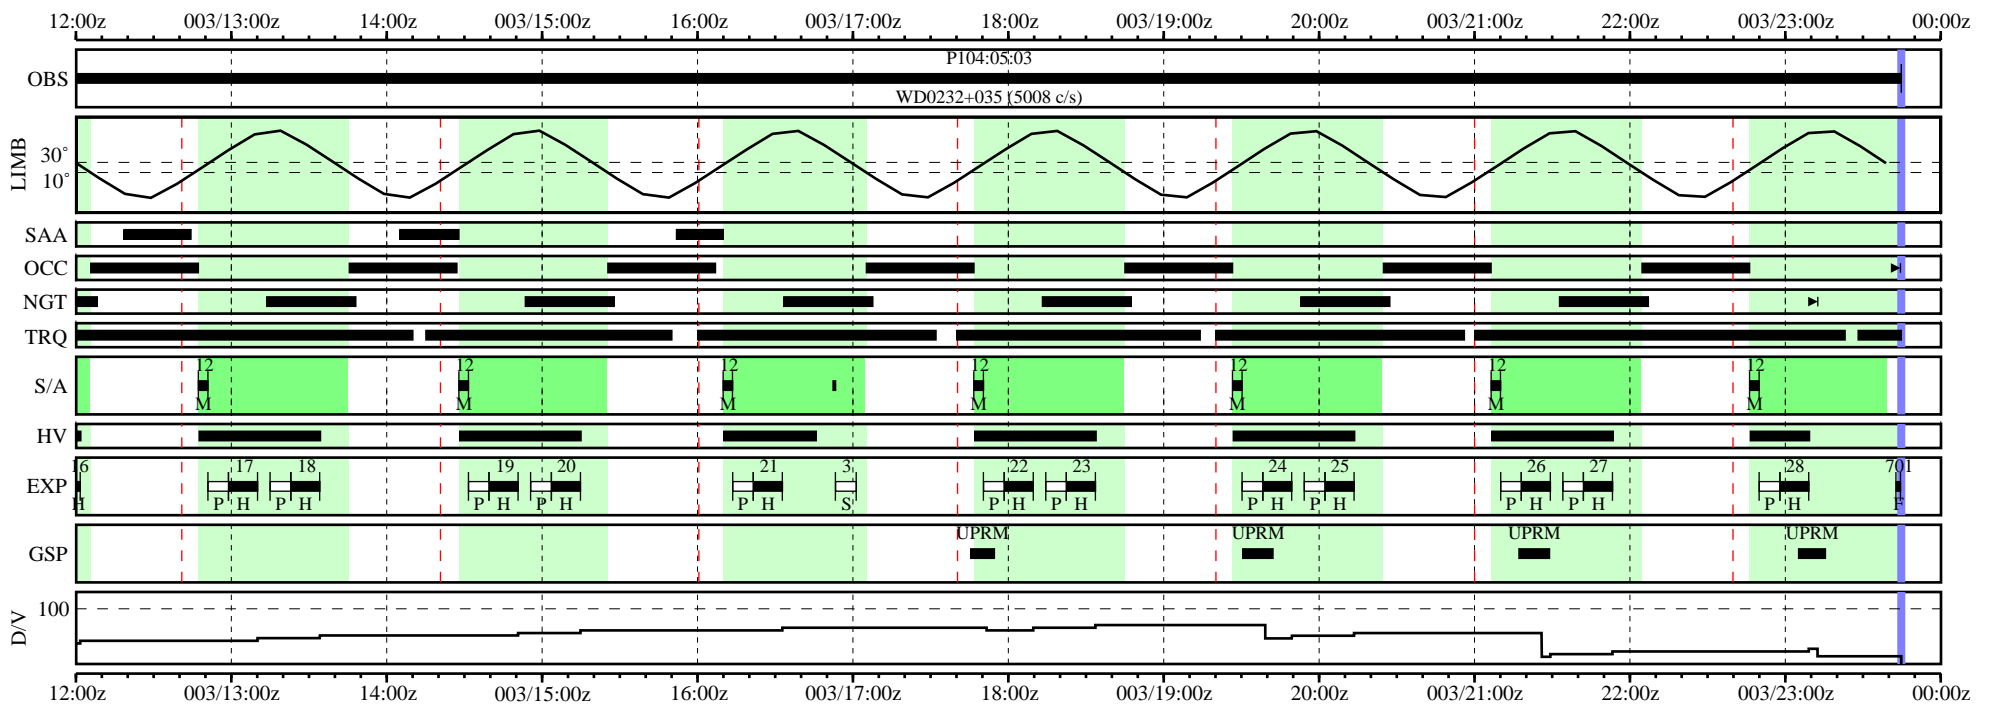 12:00z 003/13:00z 14:00z 003/15:00z 16:00z 003/17:00z 18:00z 003/19:00z 20:00z 003/21:00z 22:00z 003/23:00z 00:00z
P104:05:03
OBS
WD0232+035 (5008 c/s)
LIMB
30°
10°
SAA
OCC
NGT
TRQ
12 12 12 12 12 12 12
S/A
M M M M M M M
HV
16 17 18 19 20 21 3 22 23 24 25 26 27 28 701
EXP
H P H P H P H P H P H S P H P H P H P H P H P H P H F
UPRM UPRM UPRM UPRM
GSP
100
D/V
12:00z 003/13:00z 14:00z 003/15:00z 16:00z 003/17:00z 18:00z 003/19:00z 20:00z 003/21:00z 22:00z 003/23:00z 00:00z